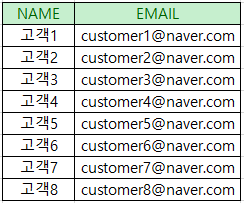 NAME EMAIL
고객1 customer1@naver.com
고객2 customer2@naver.com
고객3 customer3@naver.com
고객4 customer4@naver.com
고객5 customer5@naver.com
고객6 customer6@naver.com
고객7 customer7@naver.com
고객8 customer8@naver.com